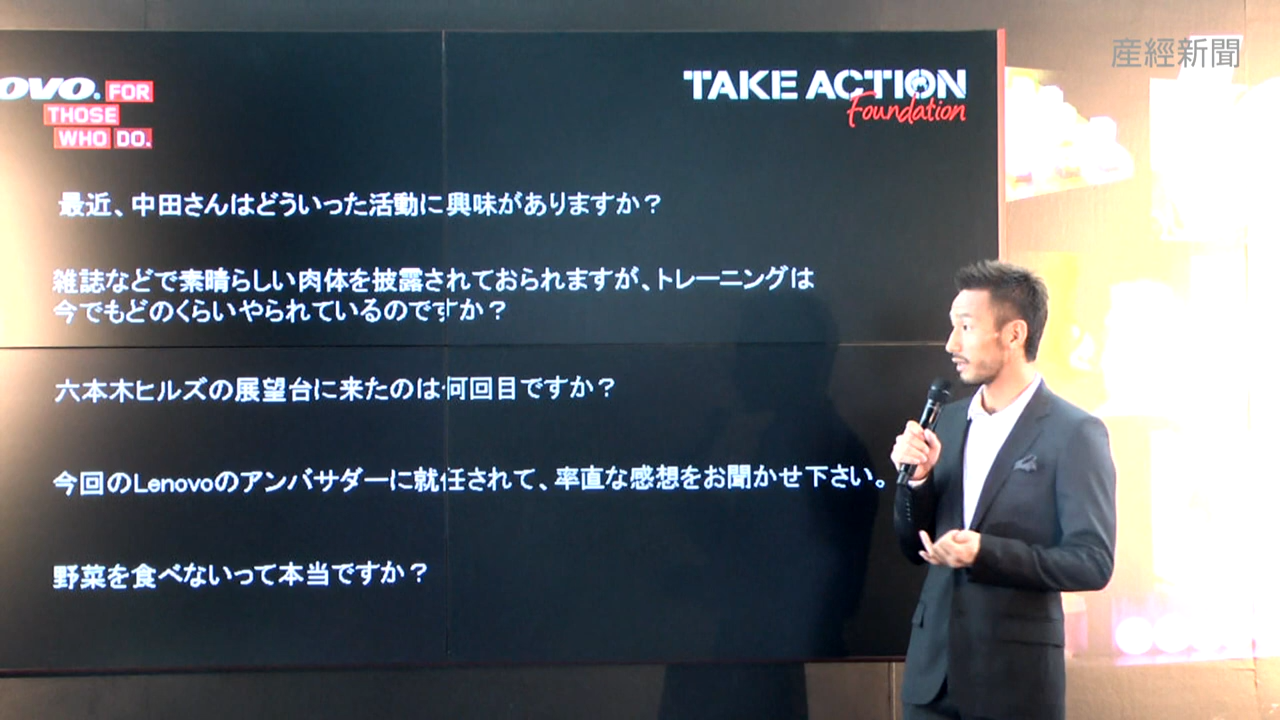 産經新聞
OVO. FOR
THOSE
WHO DO.
TAKE ACTION
Foundation
最近、中田さんはどういった活動に興味がありますか？
雑誌などで素晴らしい肉体を披露されておられますが、トレーニングは
今でもどのくらいやられているのですか？
六本木ヒルズの展望台に来たのは何回目ですか？
今回のLenovoのアンバサダーに就任されて、率直な感想をお聞かせ下さい。
野菜を食べないって本当ですか？